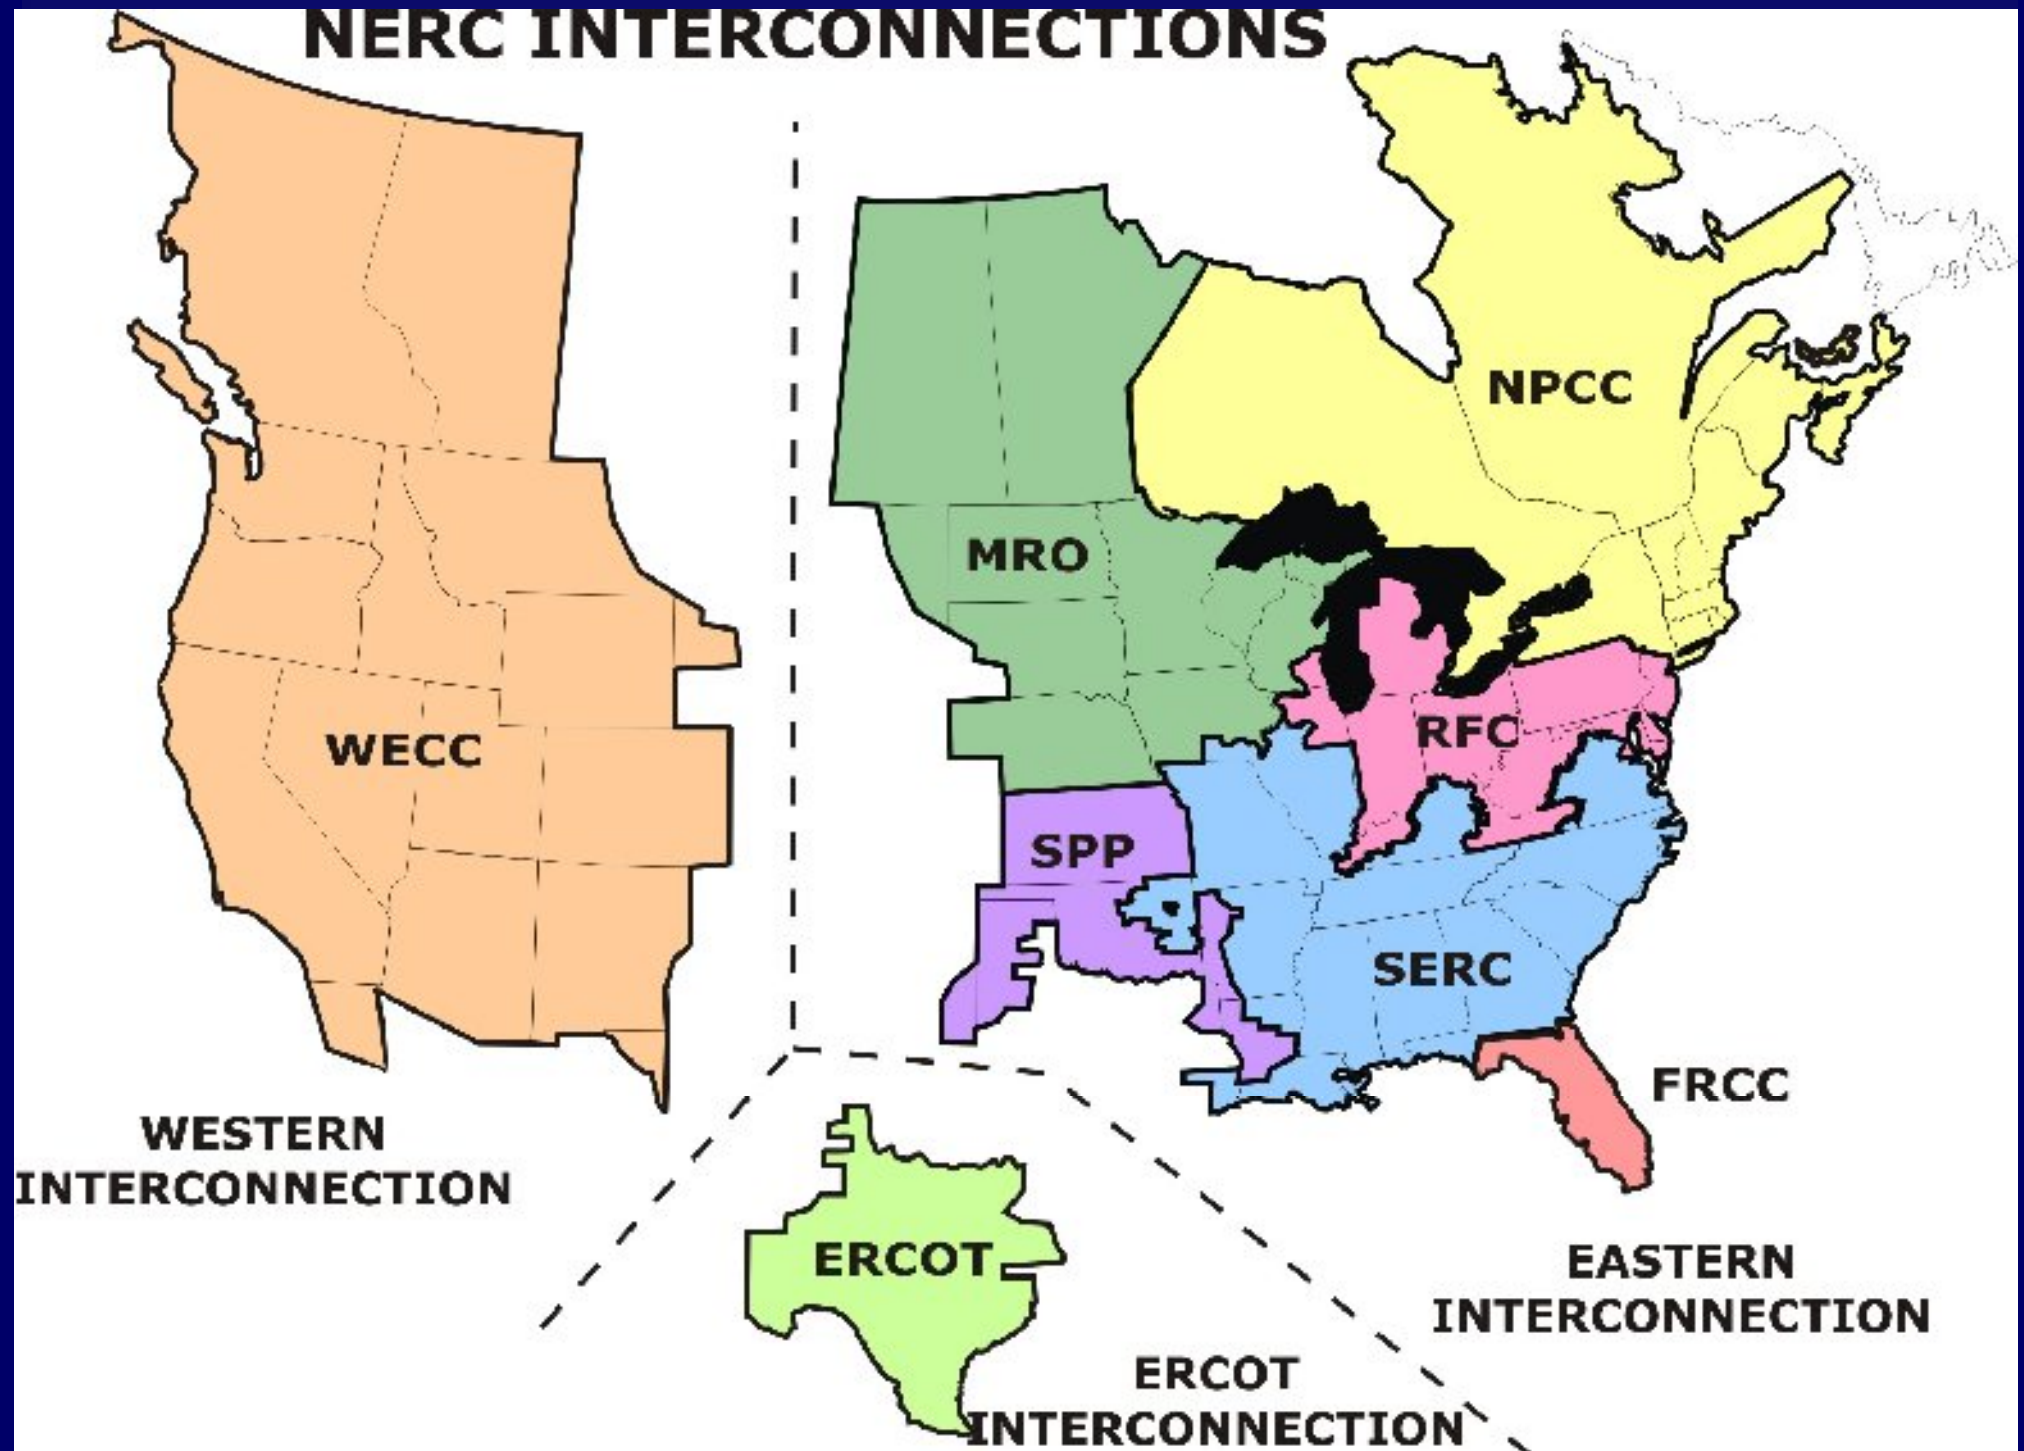 NERC INTERCONNECTIONS
NPCC
MRO
RFC
WECC
SPP
SERC
FRCC
WESTERN
INTERCONNECTION
ERCOT
EASTERN
INTERCONNECTION
ERCOT
INTERCONNECTION